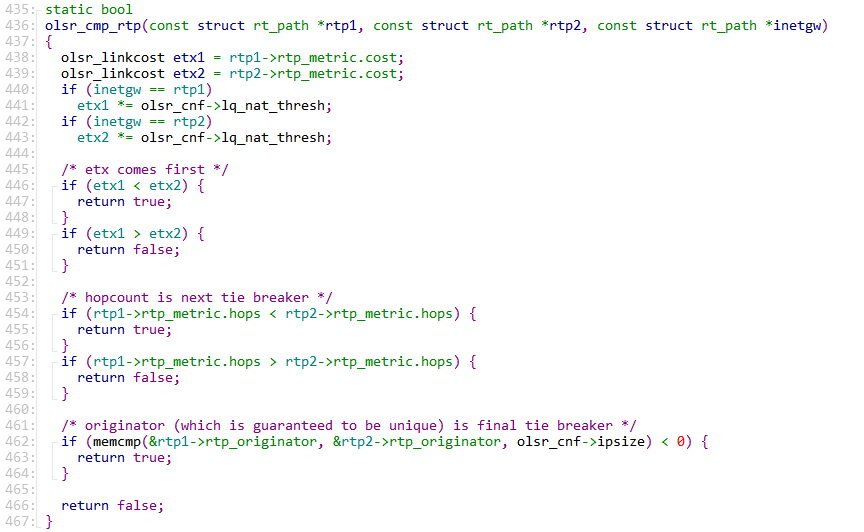 435: static bool
436: olsr_cmp_rtp(const struct rt_path *rtp1, const struct rt_path *rtp2, const struct rt_path *inetgw)
437: {
438:   olsr_linkcost etx1 = rtp1->rtp_metric.cost;
439:   olsr_linkcost etx2 = rtp2->rtp_metric.cost;
440:   if (inetgw == rtp1)
441:     etx1 *= olsr_cnf->lq_nat_thresh;
442:   if (inetgw == rtp2)
443:     etx2 *= olsr_cnf->lq_nat_thresh;
444:
445:   /* etx comes first */
446:   if (etx1 < etx2) {
447:     return true;
448:   }
449:   if (etx1 > etx2) {
450:     return false;
451:   }
452:
453:   /* hopcount is next tie breaker */
454:   if (rtp1->rtp_metric.hops < rtp2->rtp_metric.hops) {
455:     return true;
456:   }
457:   if (rtp1->rtp_metric.hops > rtp2->rtp_metric.hops) {
458:     return false;
459:   }
460:
461:   /* originator (which is guaranteed to be unique) is final tie breaker */
462:   if (memcmp(&rtp1->rtp_originator, &rtp2->rtp_originator, olsr_cnf->ipsize) < 0) {
463:     return true;
464:   }
465:
466:   return false;
467: }